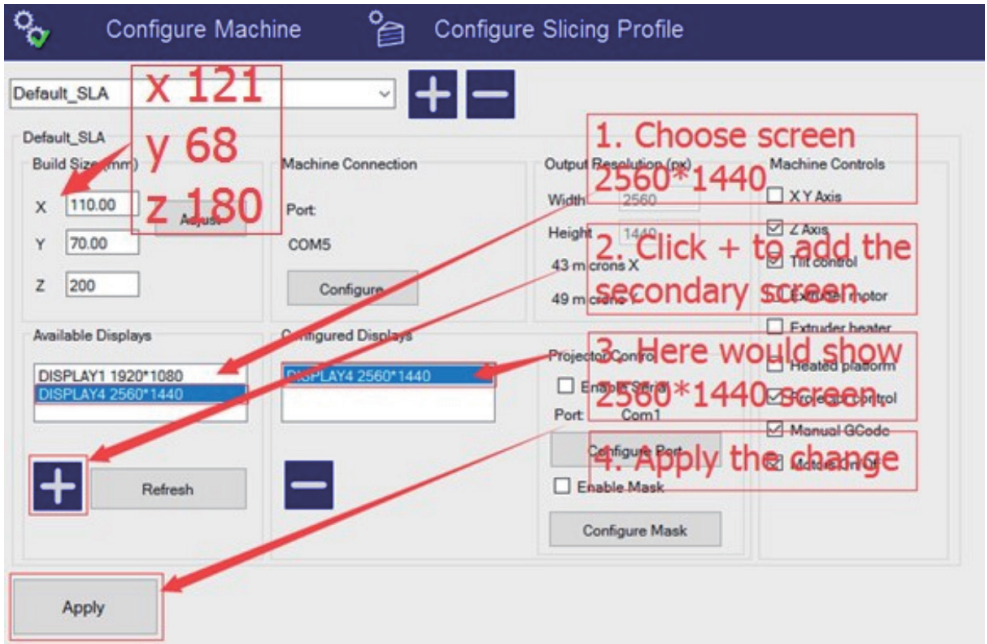 Configure Machine
Configure Slicing Profile
Default_SLA
x 121
y 68
z 180
Default_SLA
Build Size (mm)
X 110.00
Adjust
Y 70.00
Z 200
Machine Connection
Port:
COM5
Configure
Output Resolution (px)
Width 2560
Height 1440
43 microns X
49 microns Y
Machine Controls
X Y Axis
Z Axis
Tilt control
Extruder motor
Extruder heater
Heated platform
Projector control
Manual GCode
Motors On/Off
1. Choose screen
2560*1440
2. Click + to add the
secondary screen.
3. Here would show
2560*1440 screen.
4. Apply the change
Available Displays
DISPLAY1 1920*1080
DISPLAY4 2560*1440
Refresh
Configured Displays
DISPLAY4 2560*1440
Projector Control
Enable Serial
Port: Com1
Configure Port
Enable Mask
Configure Mask
Apply